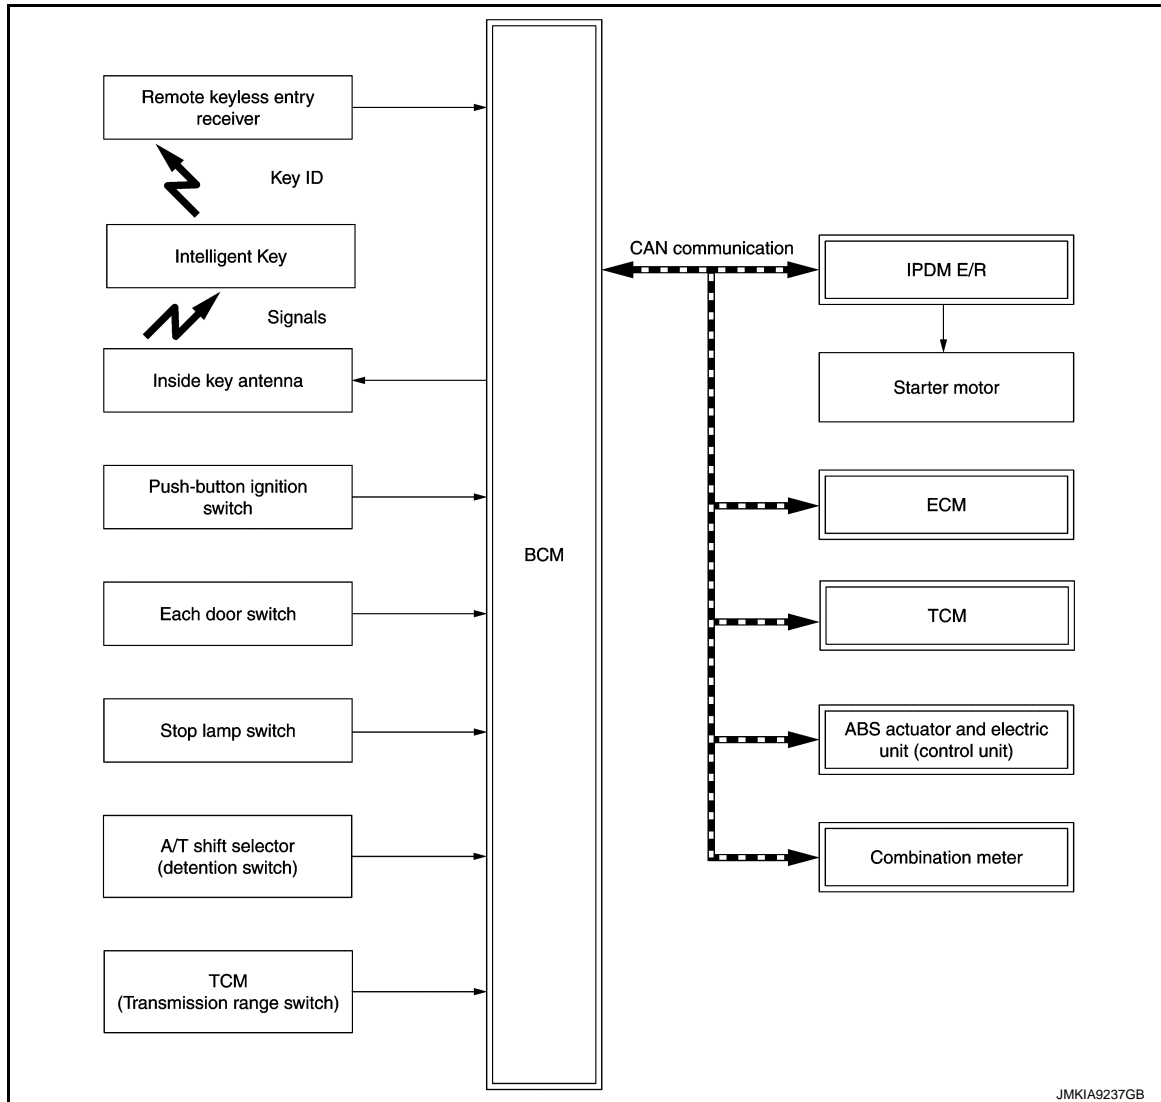 Remote keyless entry
receiver
Key ID
Intelligent Key
Signals
Inside key antenna
Push-button ignition
switch
Each door switch
Stop lamp switch
A/T shift selector
(detention switch)
TCM
(Transmission range switch)
BCM
CAN communication
IPDM E/R
Starter motor
ECM
TCM
ABS actuator and electric
unit (control unit)
Combination meter
JMKIA9237GB